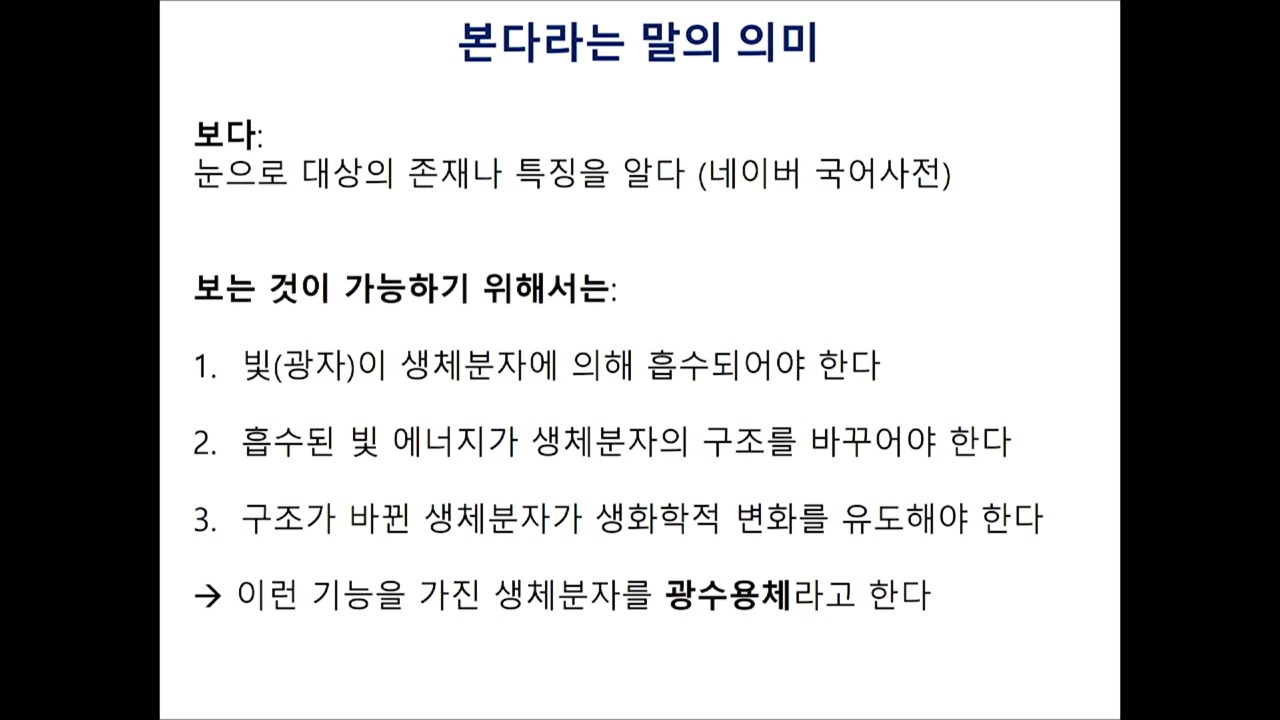 본다라는 말의 의미
보다:
눈으로 대상의 존재나 특징을 알다 (네이버 국어사전)
보는 것이 가능하기 위해서는:
1. 빛(광자)이 생체분자에 의해 흡수되어야 한다
2. 흡수된 빛 에너지가 생체분자의 구조를 바꾸어야 한다
3. 구조가 바뀐 생체분자가 생화학적 변화를 유도해야 한다
→ 이런 기능을 가진 생체분자를 광수용체라고 한다